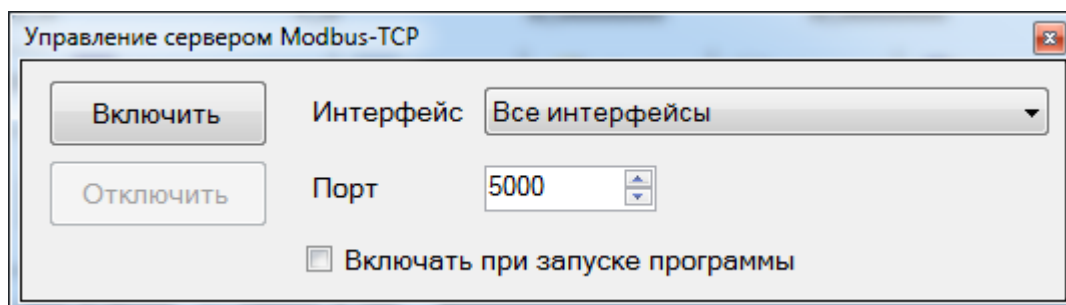 Управление сервером Modbus-TCP
Включить Интерфейс Все интерфейсы
Отключить Порт 5000
Включать при запуске программы